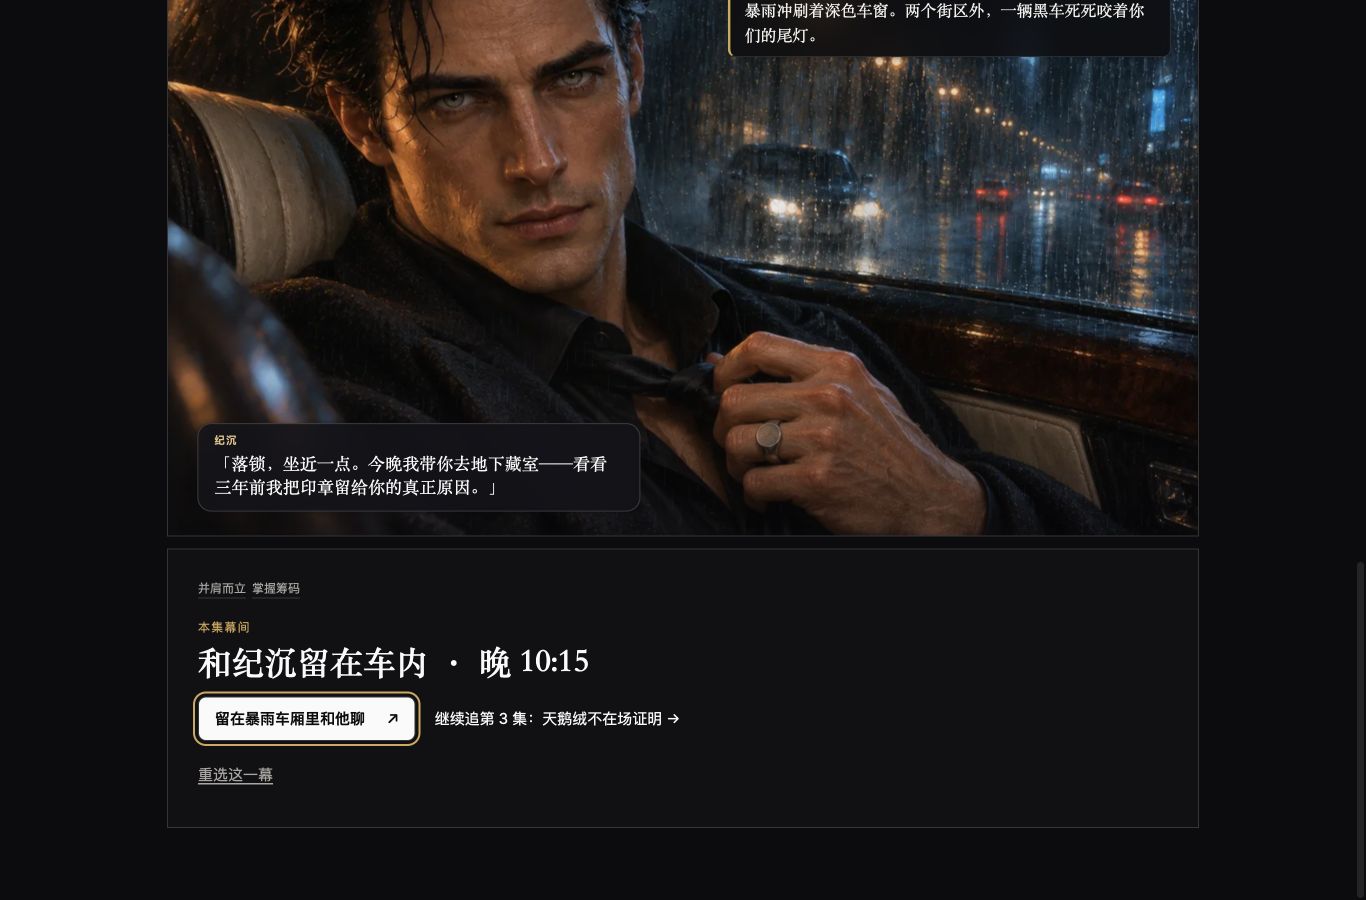 暴雨冲刷着深色车窗。两个街区外，一辆黑车死死咬着你
们的尾灯。
纪沉
「落锁，坐近一点。今晚我带你去地下藏室——看看
三年前我把印章留给你的真正原因。」
并肩而立 掌握筹码
本集幕间
和纪沉留在车内 · 晚 10:15
留在暴雨车厢里和他聊 ↗ 继续追第 3 集：天鹅绒不在场证明 →
重选这一幕